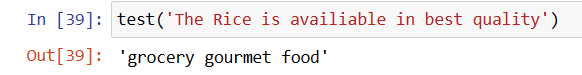 In [39]: test('The Rice is availiable in best quality')
Out[39]: 'grocery gourmet food'